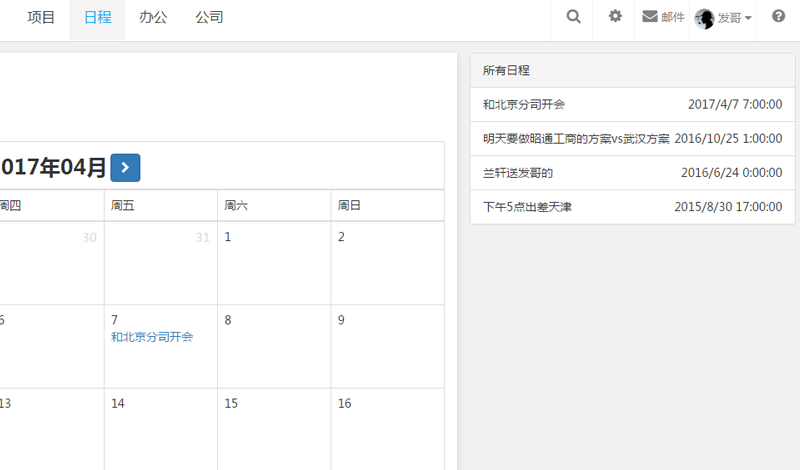 项目 日程 办公 公司 邮件 发哥
所有日程
和北京分司开会 2017/4/7 7:00:00
明天要做昭通工商的方案vs武汉方案 2016/10/25 1:00:00
兰轩送发哥的 2016/6/24 0:00:00
下午5点出差天津 2015/8/30 17:00:00
017年04月
周四 周五 周六 周日
30 31 1 2
6 7 8 9
和北京分司开会
13 14 15 16